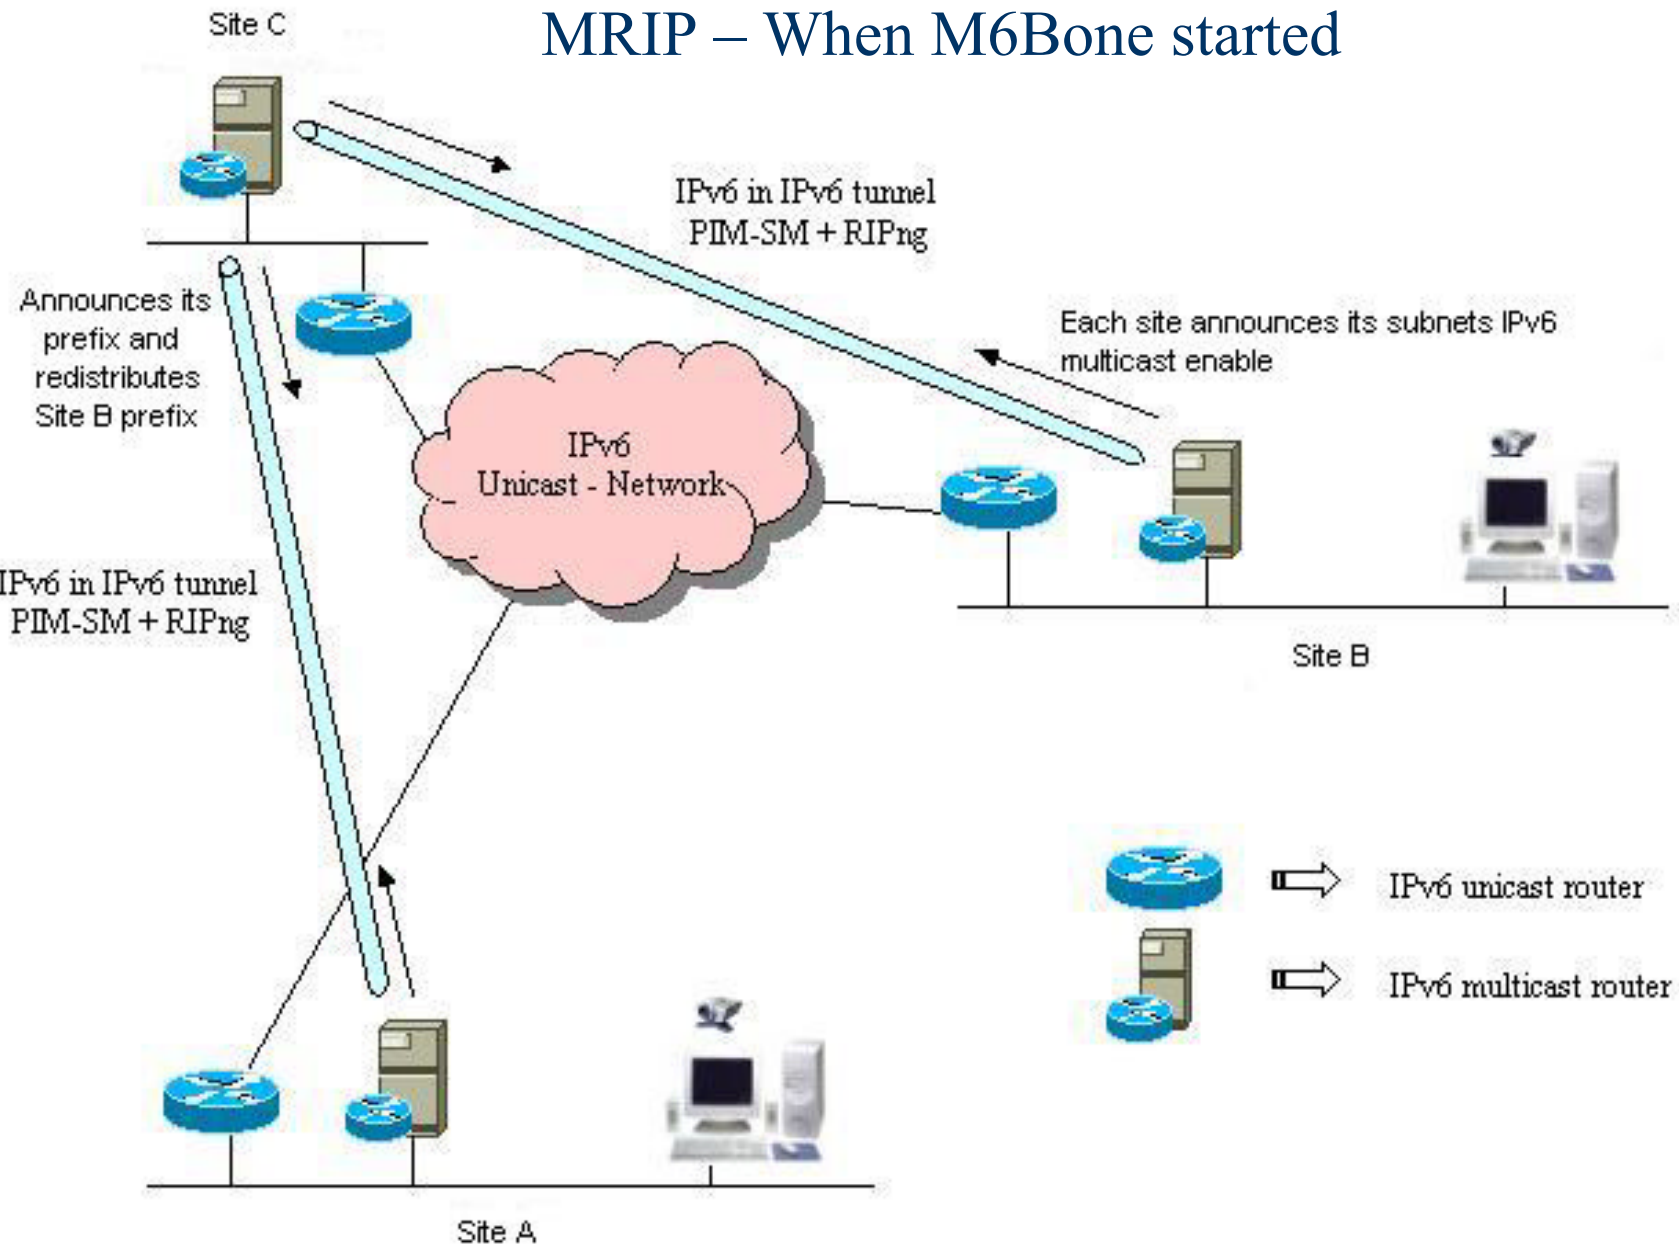 Site C
MRIP – When M6Bone started
IPv6 in IPv6 tunnel
PIM-SM + RIPng
Announces its
prefix and
redistributes
Site B prefix
Each site announces its subnets IPv6
multicast enable
IPv6
Unicast - Network
IPv6 in IPv6 tunnel
PIM-SM + RIPng
Site B
IPv6 unicast router
IPv6 multicast router
Site A